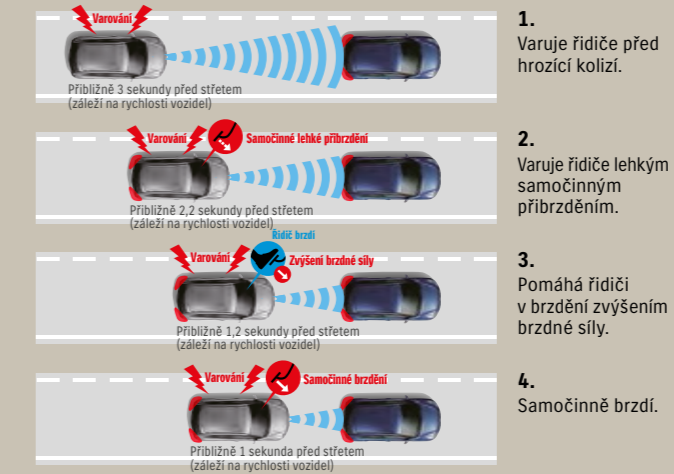 Varování
Přibližně 3 sekundy před střetem
(záleží na rychlosti vozidel)
1.
Varuje řidiče před
hrozící kolizí.
Varování
Samočinné lehké přibrzdění
Přibližně 2,2 sekundy před střetem
(záleží na rychlosti vozidel)
2.
Varuje řidiče lehkým
samočinným
přibrzděním.
Řidič brzdí
Varování
Zvýšení brzdné síly
Přibližně 1,2 sekundy před střetem
(záleží na rychlosti vozidel)
3.
Pomáhá řidiči
v brzdění zvýšením
brzdné síly.
Varování
Samočinné brzdění
Přibližně 1 sekunda před střetem
(záleží na rychlosti vozidel)
4.
Samočinně brzdí.